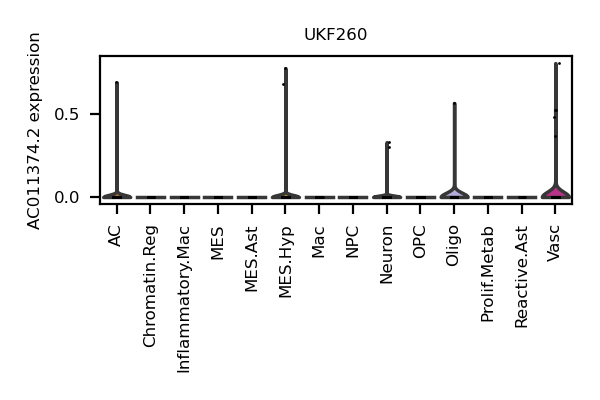 UKF260
AC011374.2 expression
0.5
0.0
AC
Chromatin.Reg
Inflammatory.Mac
MES
MES.Ast
MES.Hyp
Mac
NPC
Neuron
OPC
Oligo
Prolif.Metab
Reactive.Ast
Vasc